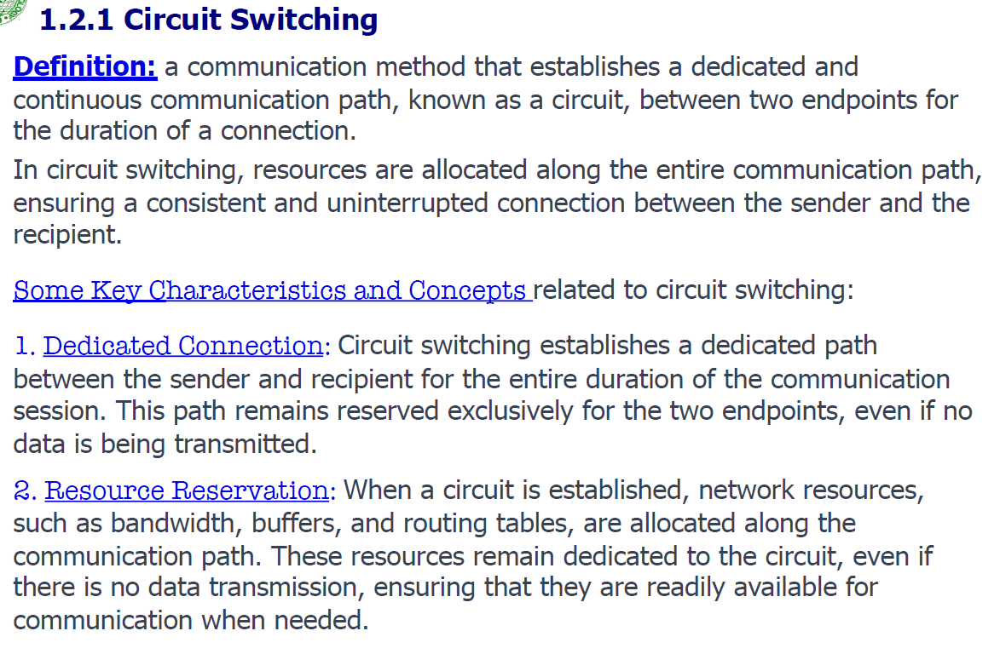 1.2.1 Circuit Switching
Definition: a communication method that establishes a dedicated and
continuous communication path, known as a circuit, between two endpoints for
the duration of a connection.
In circuit switching, resources are allocated along the entire communication path,
ensuring a consistent and uninterrupted connection between the sender and the
recipient.
Some Key Characteristics and Concepts related to circuit switching:
1. Dedicated Connection: Circuit switching establishes a dedicated path
between the sender and recipient for the entire duration of the communication
session. This path remains reserved exclusively for the two endpoints, even if no
data is being transmitted.
2. Resource Reservation: When a circuit is established, network resources,
such as bandwidth, buffers, and routing tables, are allocated along the
communication path. These resources remain dedicated to the circuit, even if
there is no data transmission, ensuring that they are readily available for
communication when needed.